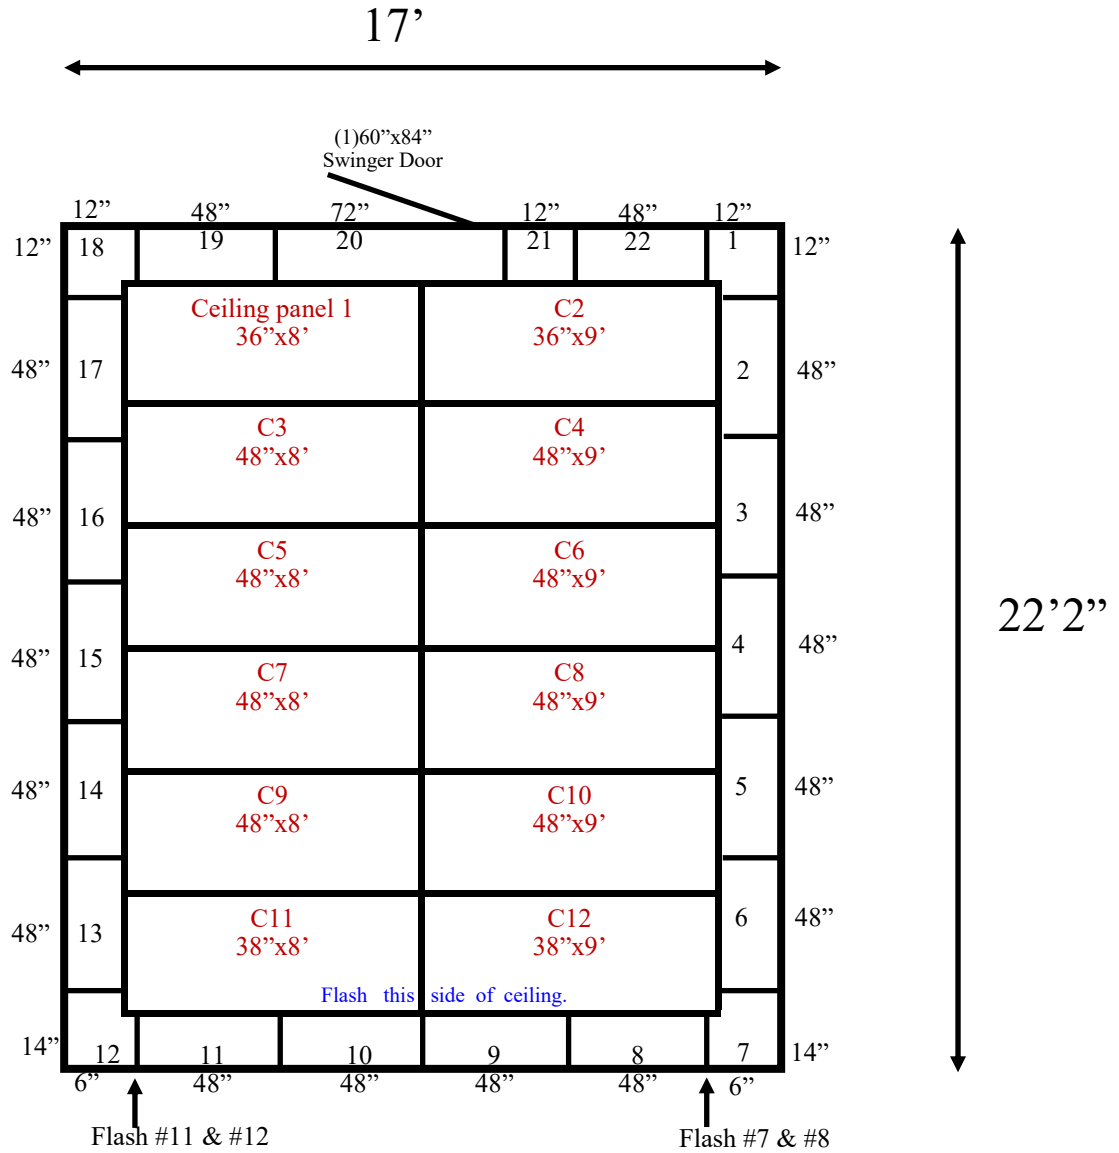 17’
(1)60”x84”
Swinger Door
12” 48” 72” 12” 48” 12”
12” 18 19 20 21 22 1 12”
Ceiling panel 1
36”x8’
C2
36”x9’
48” 17 2 48”
C3
48”x8’
C4
48”x9’
48” 16 3 48”
C5
48”x8’
C6
48”x9’
22’2”
48” 15 4 48”
C7
48”x8’
C8
48”x9’
48” 14 5 48”
C9
48”x8’
C10
48”x9’
48” 13 6 48”
C11
38”x8’
C12
38”x9’
Flash this side of ceiling.
14” 12 11 10 9 8 7 14”
6” 48” 48” 48” 48” 6”
Flash #11 & #12
Flash #7 & #8